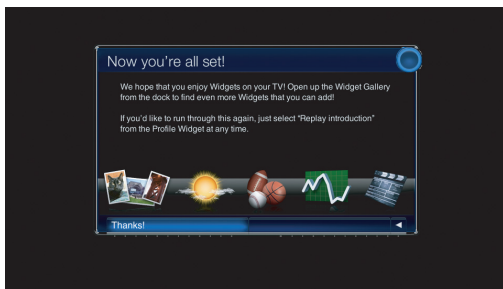 Now you're all set!
We hope that you enjoy Widgets on your TV! Open up the Widget Gallery
from the dock to find even more Widgets that you can add!
If you'd like to run through this again, just select "Replay introduction"
from the Profile Widget at any time.
Thanks!